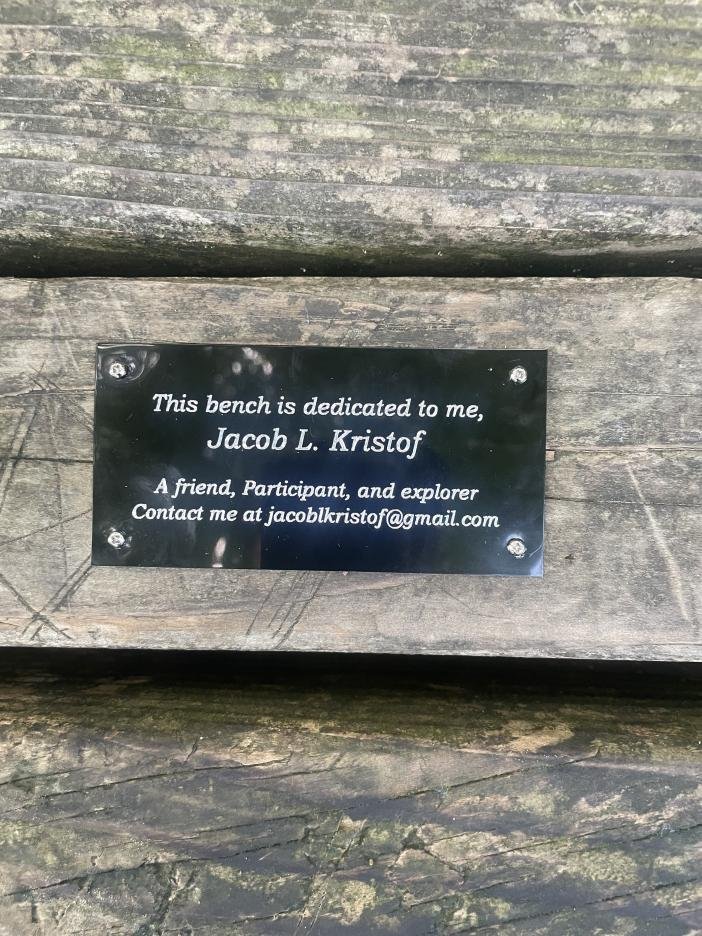 This bench is dedicated to me,
Jacob L. Kristof
A friend, Participant, and explorer
Contact me at jacoblkristof@gmail.com